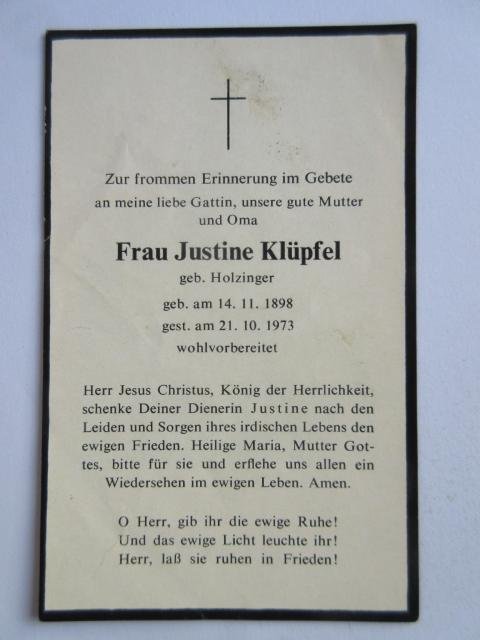 Zur frommen Erinnerung im Gebete
an meine liebe Gattin, unsere gute Mutter
und Oma
Frau Justine Klüpfel
geb. Holzinger
geb. am 14. 11. 1898
gest. am 21. 10. 1973
wohlvorbereitet
Herr Jesus Christus, König der Herrlichkeit,
schenke Deiner Dienerin Justine nach den
Leiden und Sorgen ihres irdischen Lebens den
ewigen Frieden. Heilige Maria, Mutter Got-
tes, bitte für sie und erflehe uns allen ein
Wiedersehen im ewigen Leben. Amen.
O Herr, gib ihr die ewige Ruhe!
Und das ewige Licht leuchte ihr!
Herr, laß sie ruhen in Frieden!